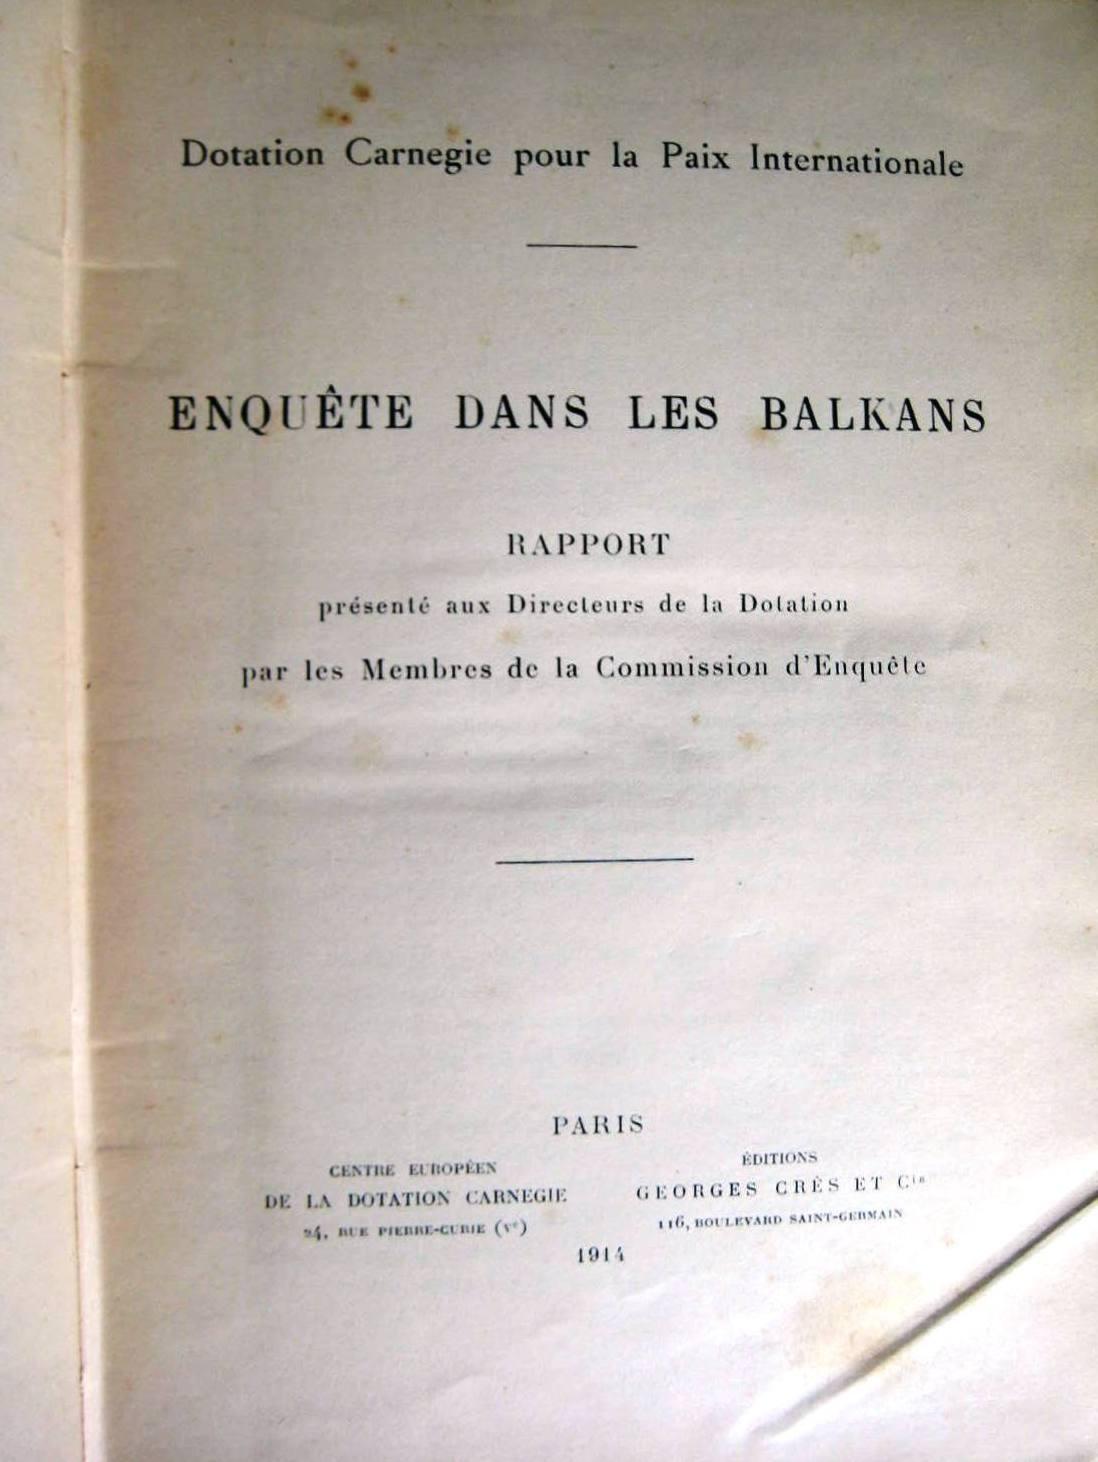 Dotation Carnegie pour la Paix Internationale
ENQUÊTE DANS LES BALKANS
RAPPORT
présenté aux Directeurs de la Dotation
par les Membres de la Commission d'Enquête
PARIS
CENTRE EUROPÉEN
DE LA DOTATION CARNEGIE
24, RUE PIERRE-CURIE (Vᵉ)
ÉDITIONS
GEORGES CRÈS ET Cⁱᵉ
116, BOULEVARD SAINT-GERMAIN
1914